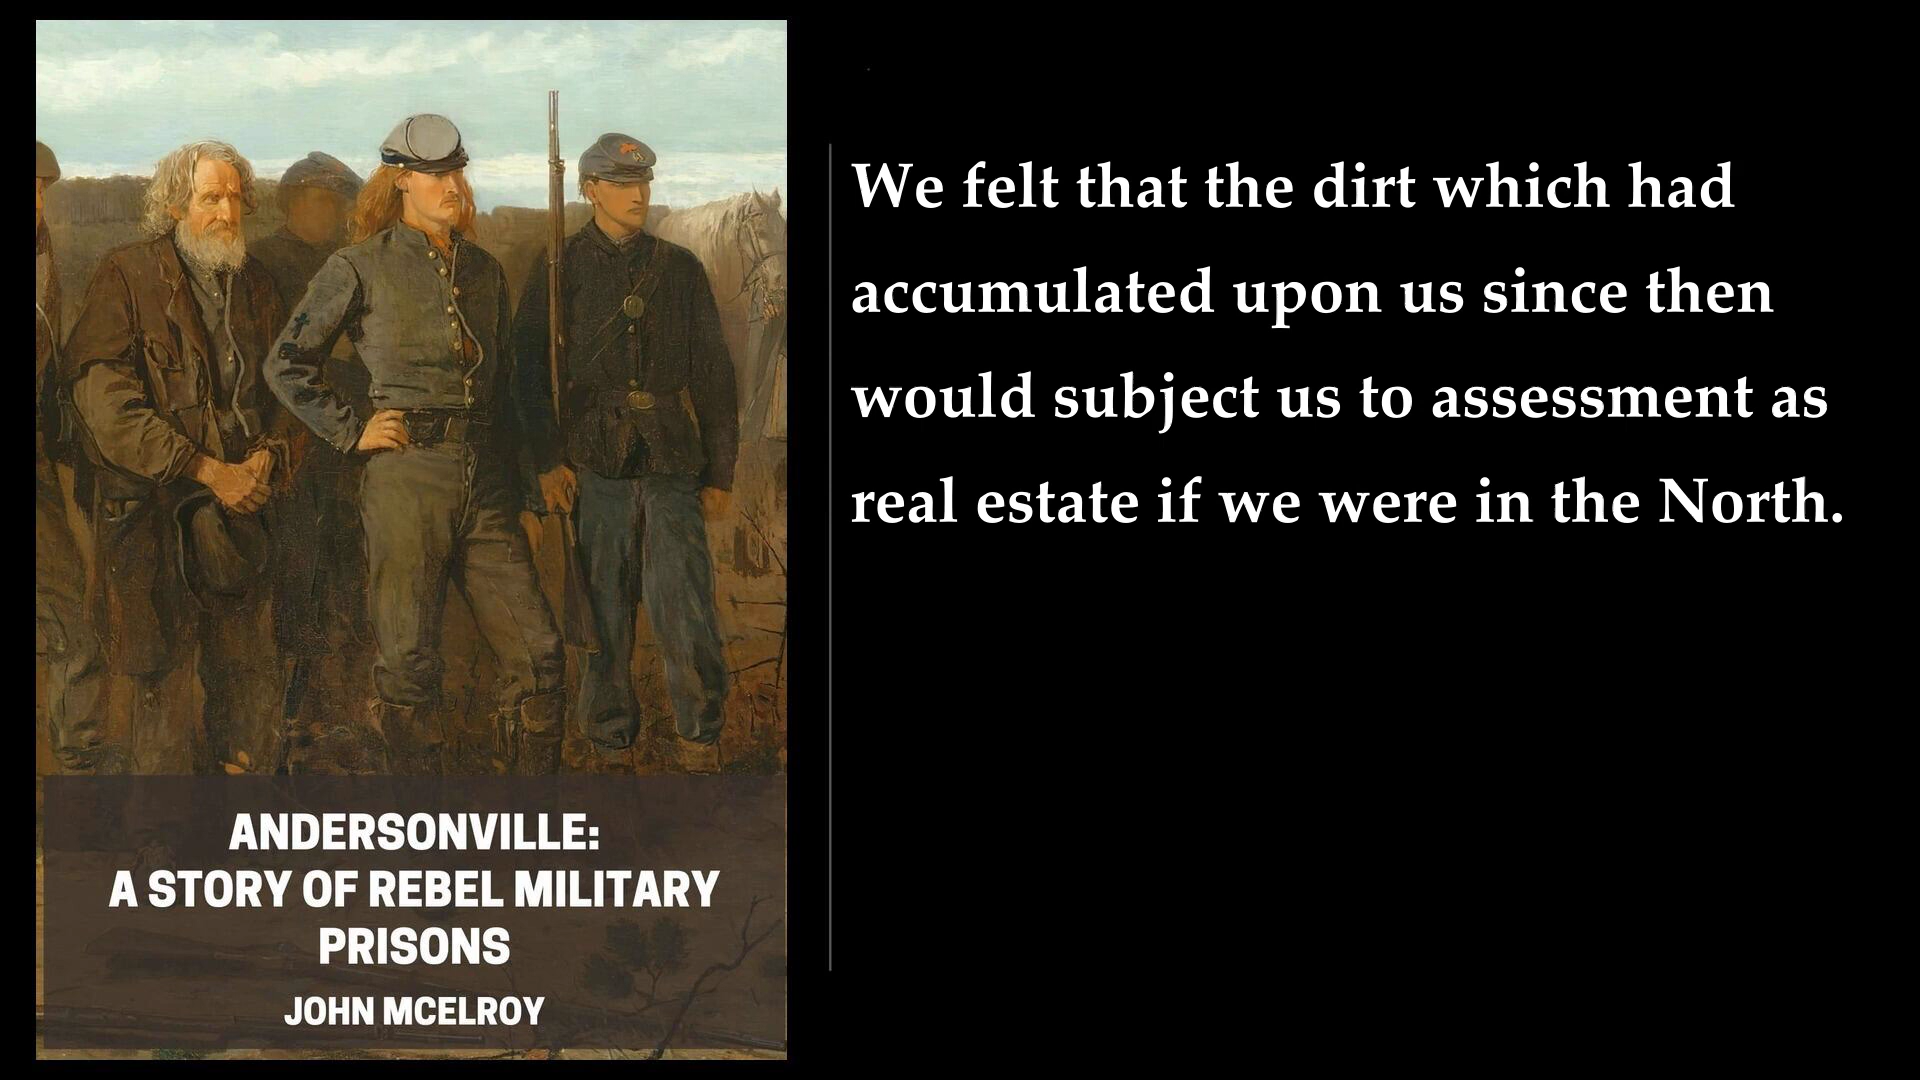 ANDERSONVILLE:
A STORY OF REBEL MILITARY
PRISONS
JOHN MCELROY
We felt that the dirt which had
accumulated upon us since then
would subject us to assessment as
real estate if we were in the North.